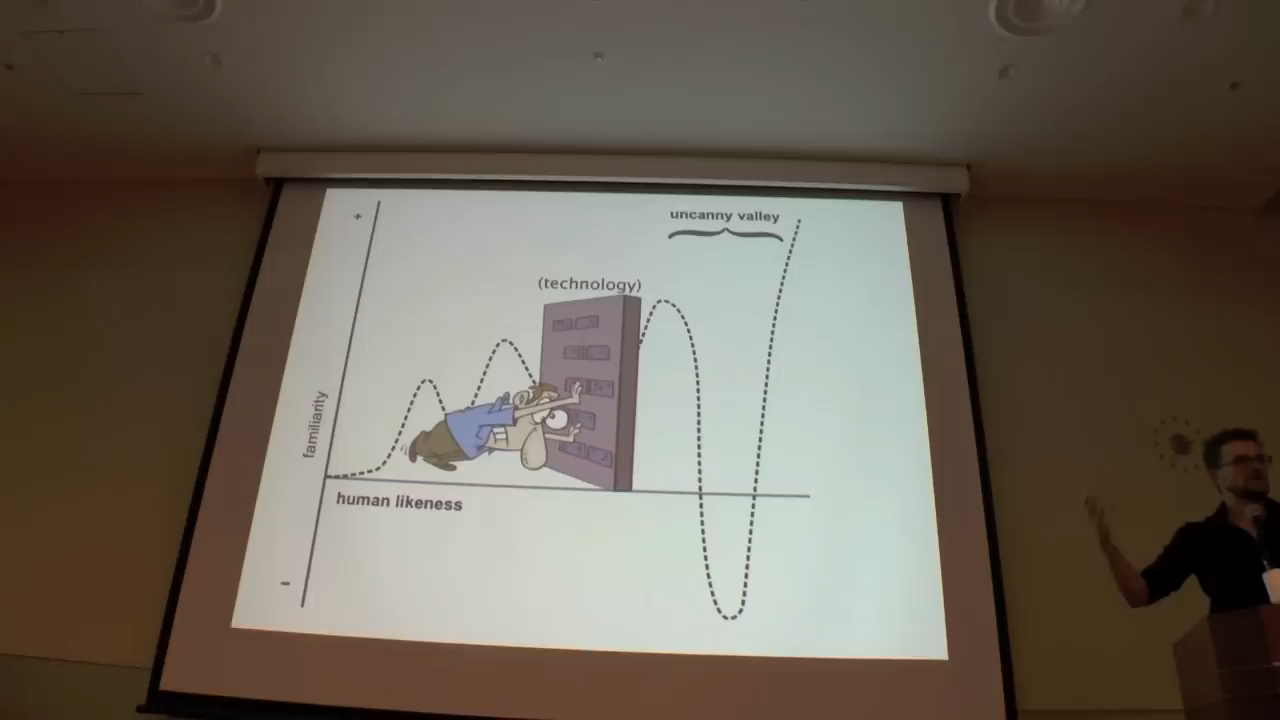 +
uncanny valley
(technology)
familiarity
human likeness
-